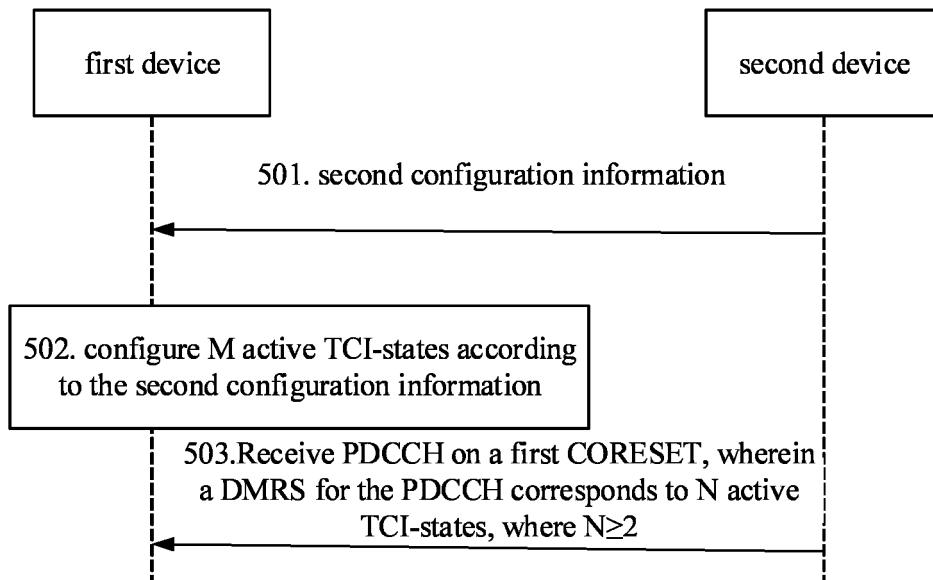 first device
second device
501. second configuration information
502. configure M active TCI-states according
to the second configuration information
503.Receive PDCCH on a first CORESET, wherein
a DMRS for the PDCCH corresponds to N active
TCI-states, where N≥2